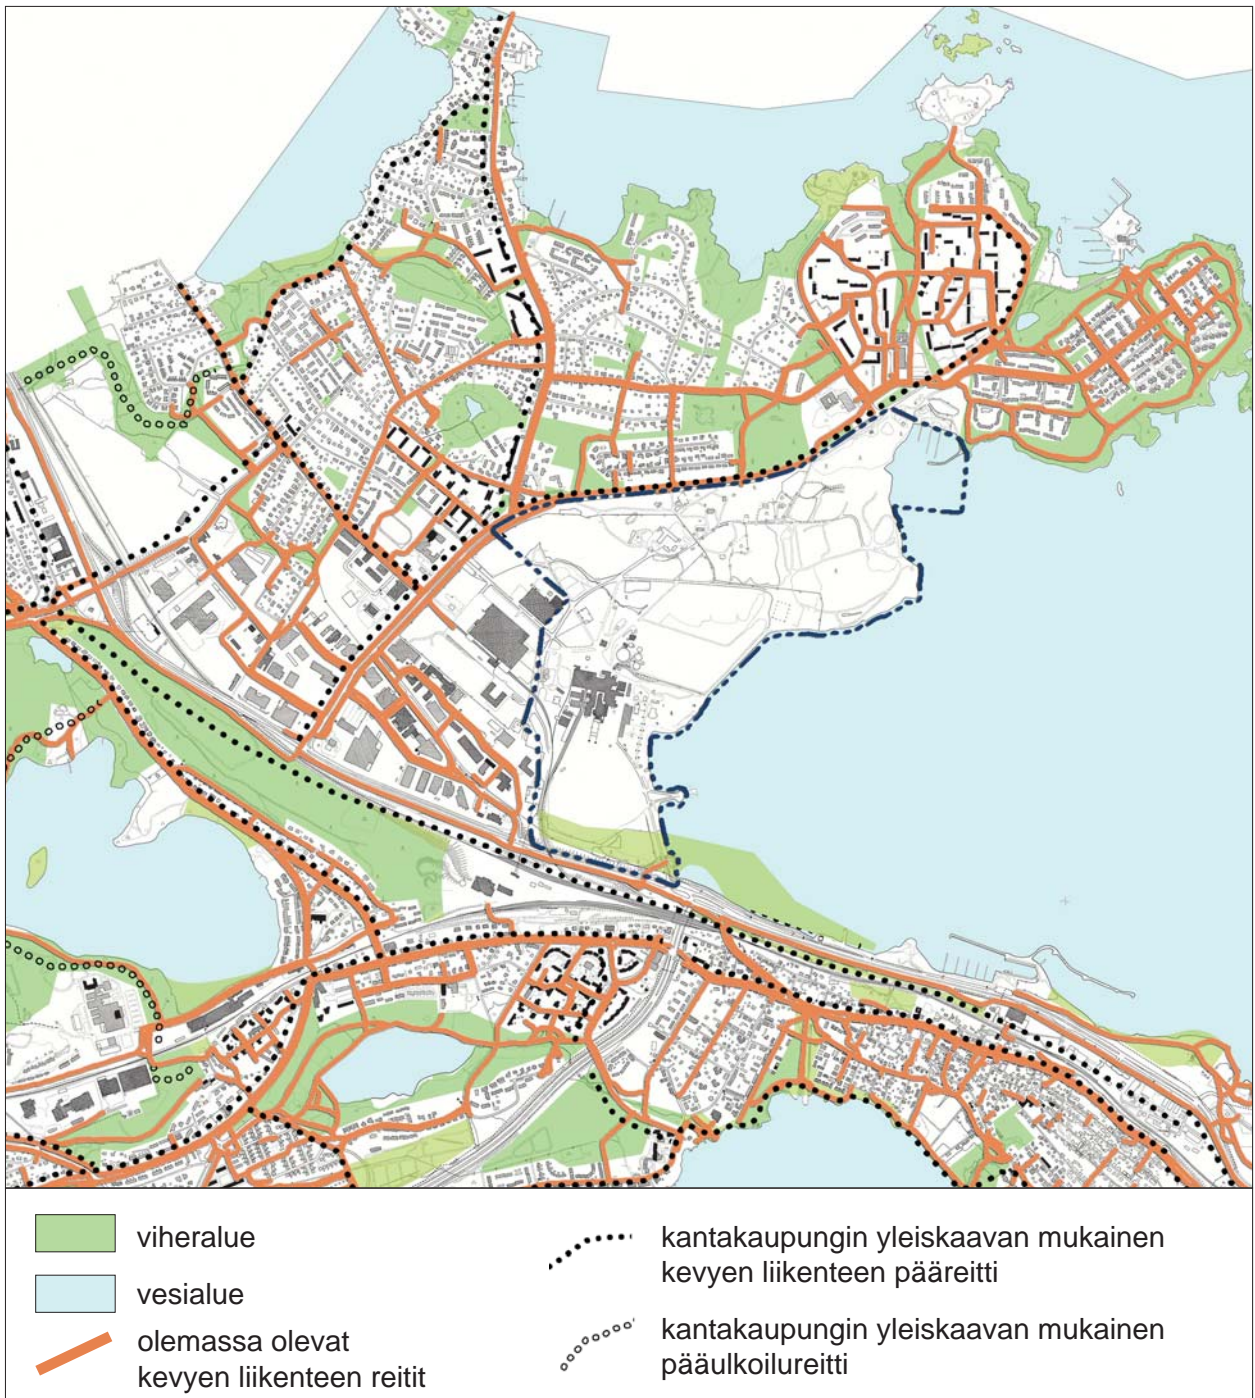 viheralue
vesialue
olemassa olevat
kevyen liikenteen reitit
kantakaupungin yleiskaavan mukainen
kevyen liikenteen pääreitti
kantakaupungin yleiskaavan mukainen
pääulkoilureitti